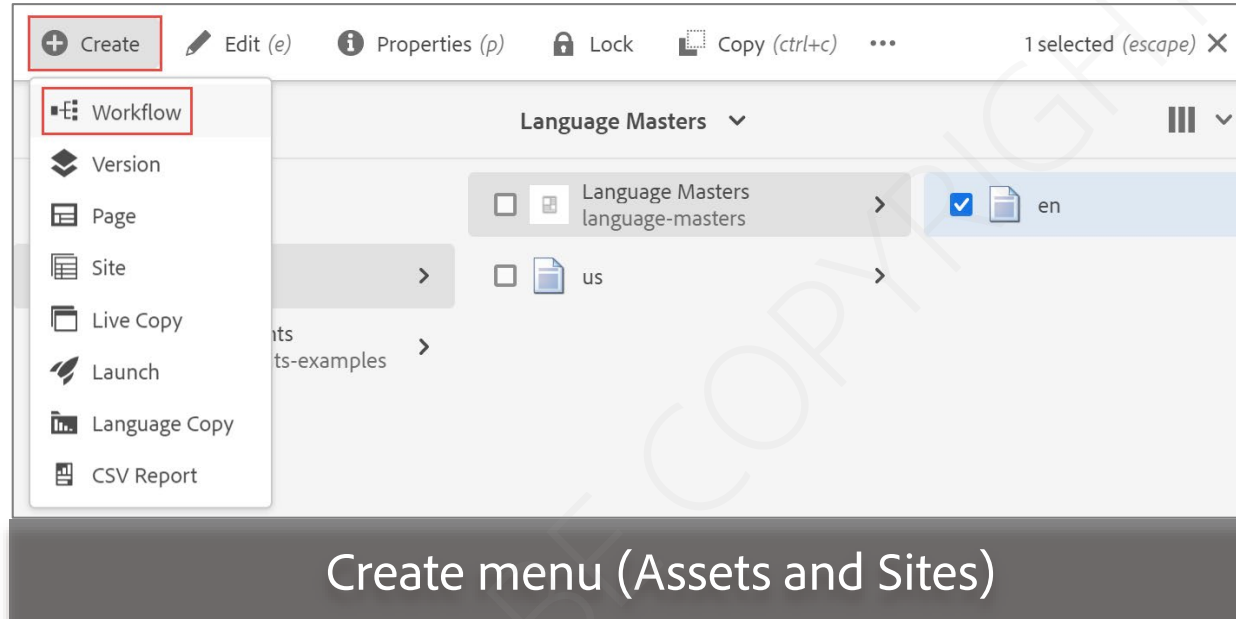 Create Edit (e) Properties (p) Lock Copy (ctrl+c) ••• 1 selected (escape)
Workflow
Language Masters
Version
Page
Language Masters
language-masters
en
Site
us
Live Copy
nts
ts-examples
Launch
Language Copy
CSV Report
Create menu (Assets and Sites)